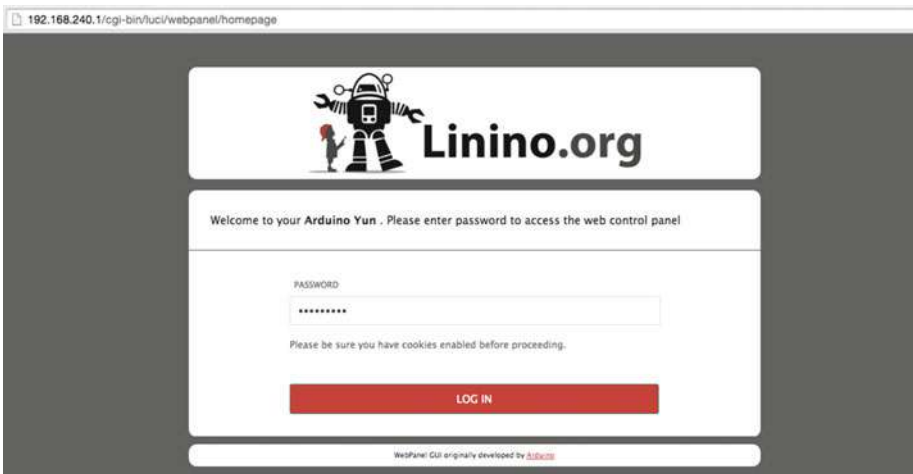 192.168.240.1/cgi-bin/luci/webpanel/homepage
Linino.org
Welcome to your Arduino Yun . Please enter password to access the web control panel
PASSWORD
•••••••••
Please be sure you have cookies enabled before proceeding.
LOG IN
WebPanel GUI originally developed by Arduino